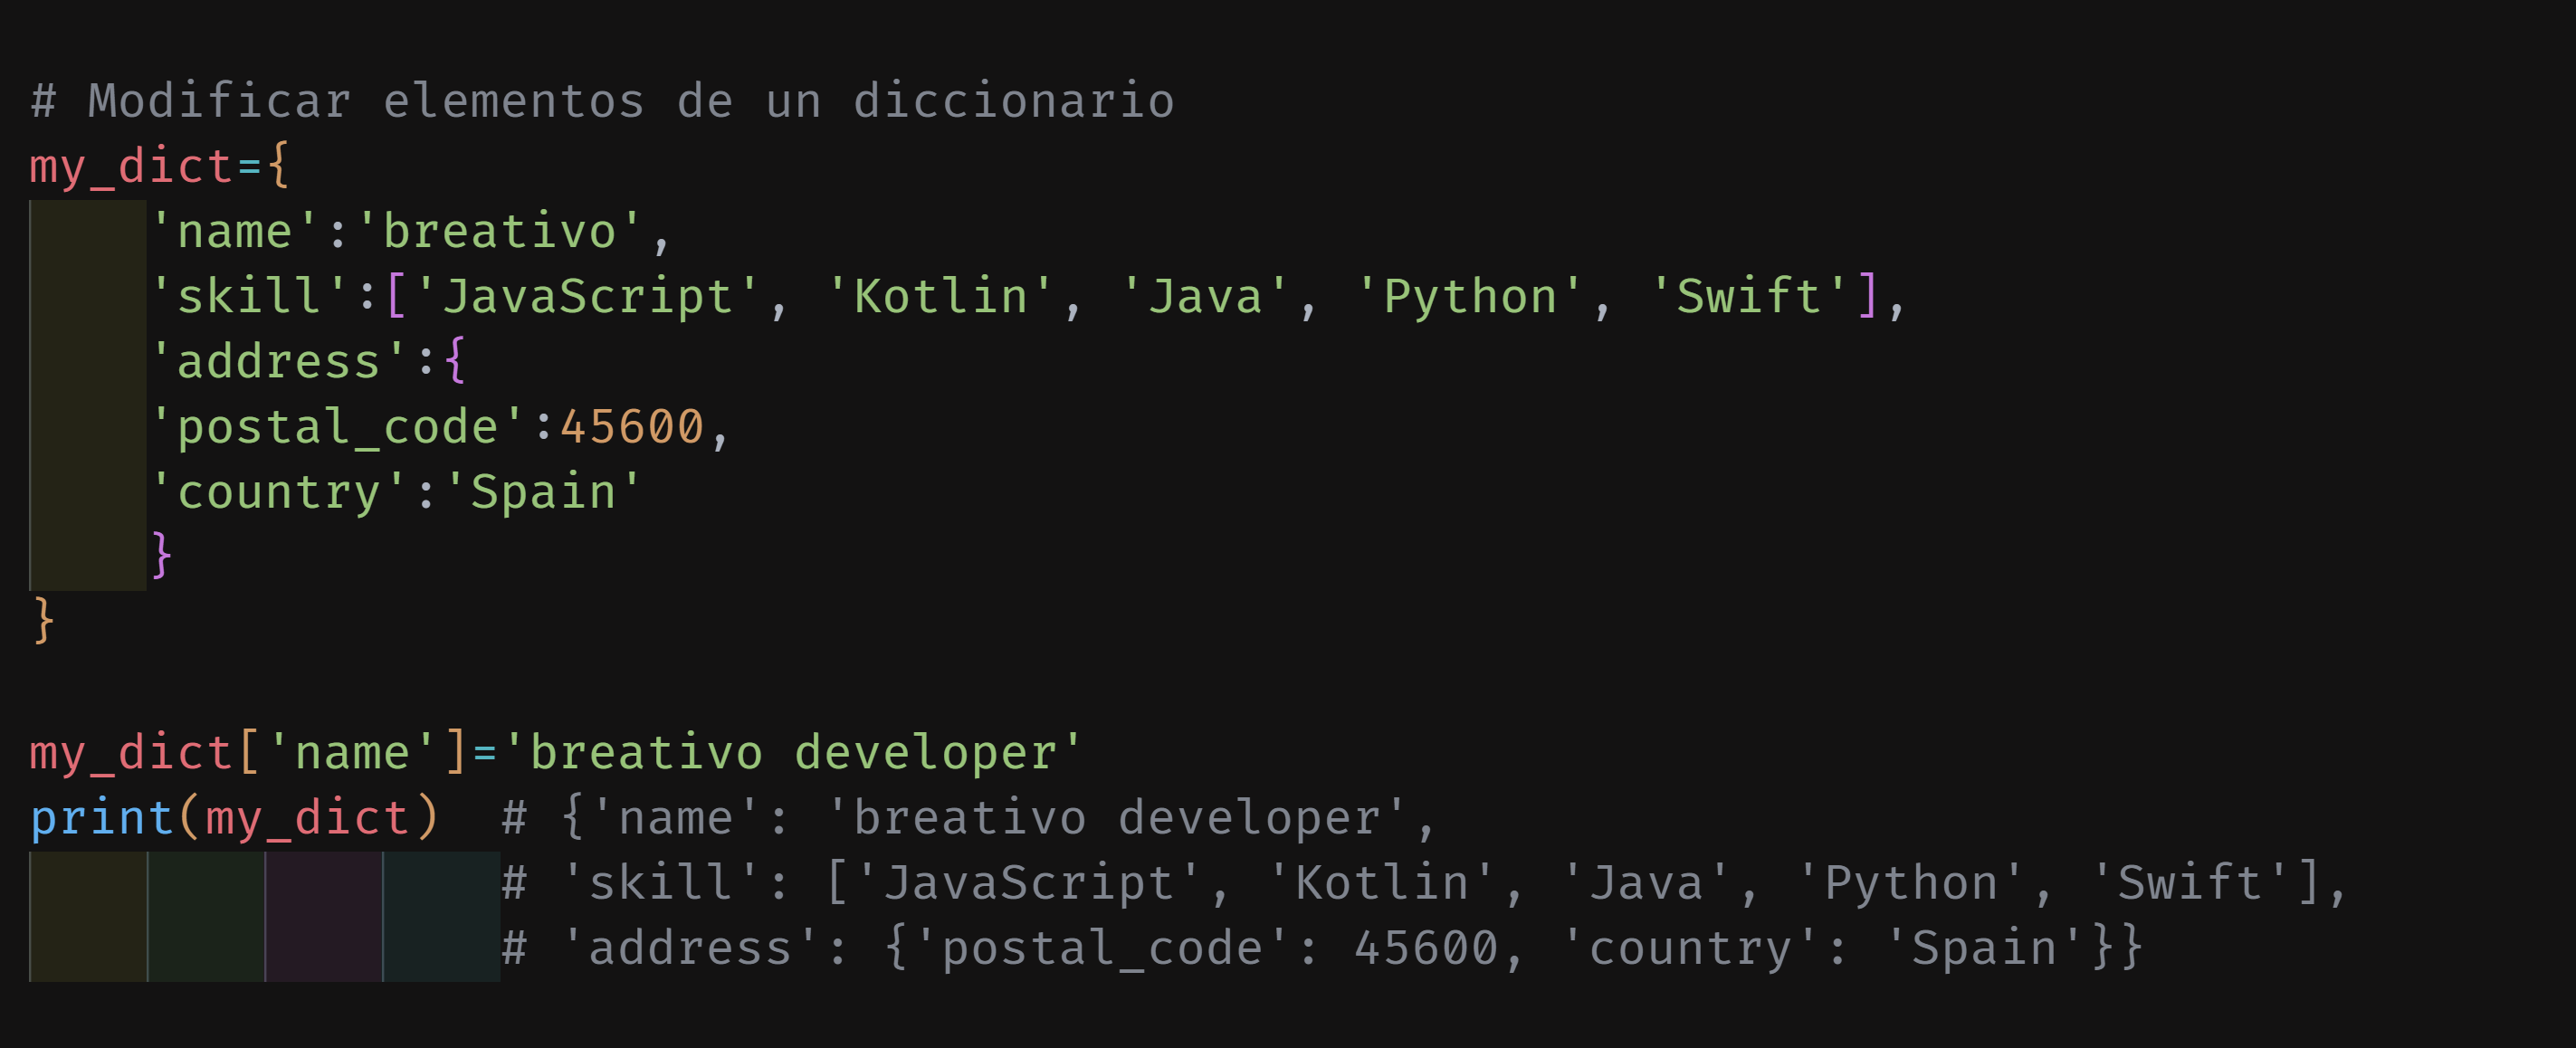 # Modificar elementos de un diccionario
my_dict={
    'name':'breativo',
    'skill':['JavaScript', 'Kotlin', 'Java', 'Python', 'Swift'],
    'address':{
    'postal_code':45600,
    'country':'Spain'
    }
}
my_dict['name']='breativo developer'
print(my_dict)  # {'name': 'breativo developer',
                # 'skill': ['JavaScript', 'Kotlin', 'Java', 'Python', 'Swift'],
                # 'address': {'postal_code': 45600, 'country': 'Spain'}}